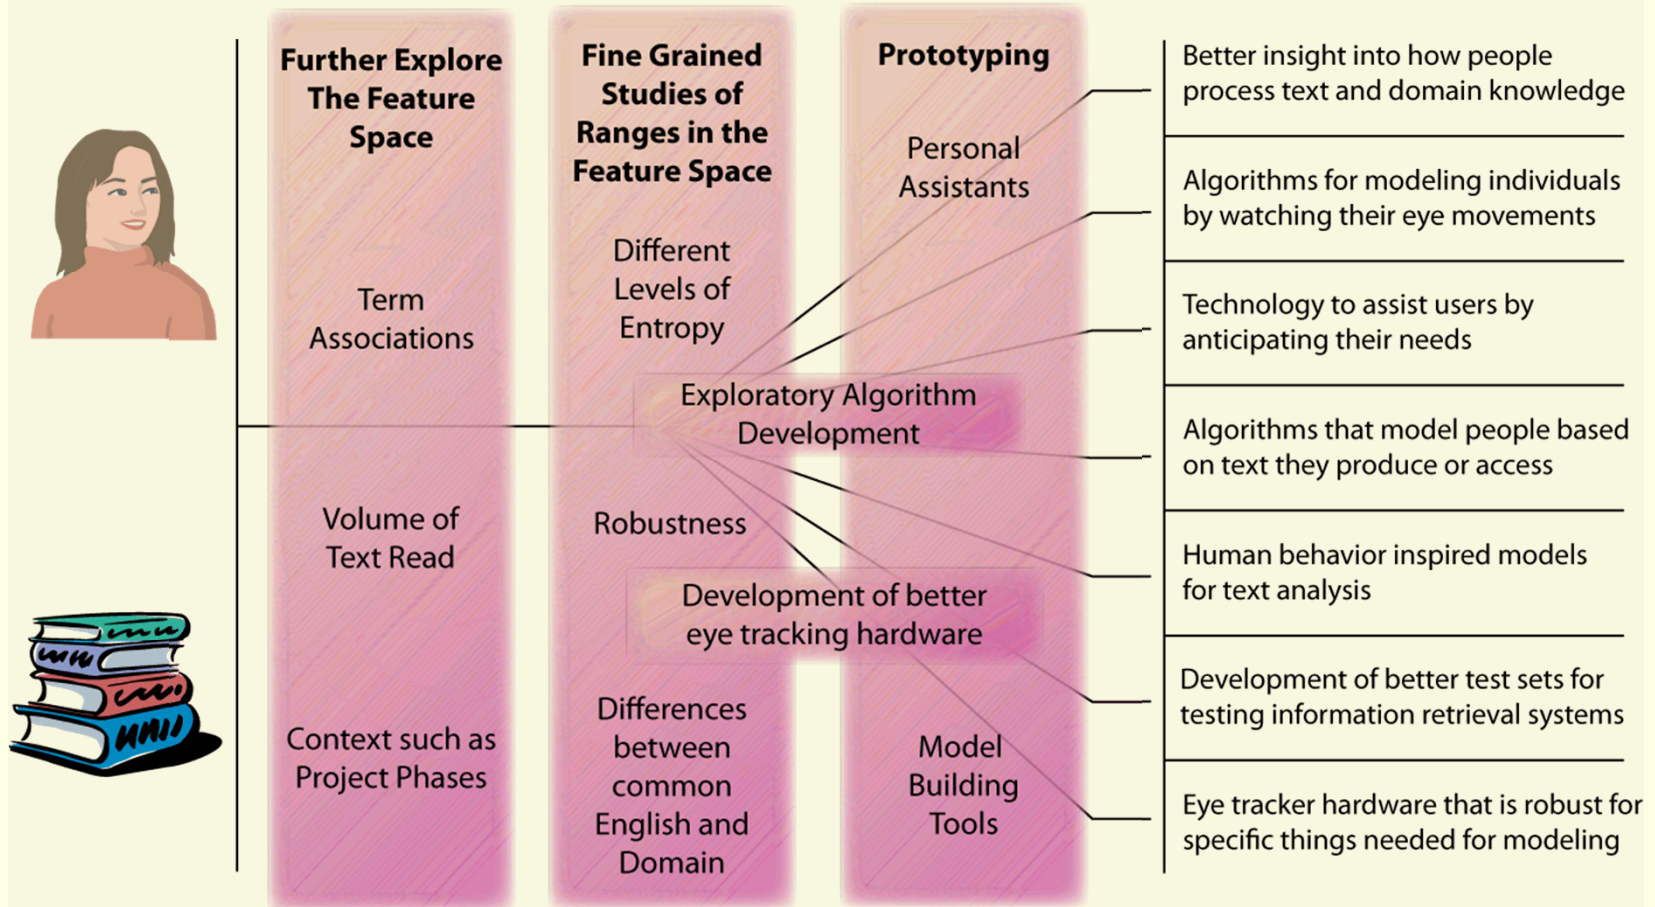 Further Explore
The Feature
Space
Term
Associations
Volume of
Text Read
Context such as
Project Phases
Fine Grained
Studies of
Ranges in the
Feature Space
Different
Levels of
Entropy
Exploratory Algorithm
Development
Robustness
Development of better
eye tracking hardware
Differences
between
common
English and
Domain
Prototyping
Personal
Assistants
Model
Building
Tools
Better insight into how people
process text and domain knowledge
Algorithms for modeling individuals
by watching their eye movements
Technology to assist users by
anticipating their needs
Algorithms that model people based
on text they produce or access
Human behavior inspired models
for text analysis
Development of better test sets for
testing information retrieval systems
Eye tracker hardware that is robust for
specific things needed for modeling